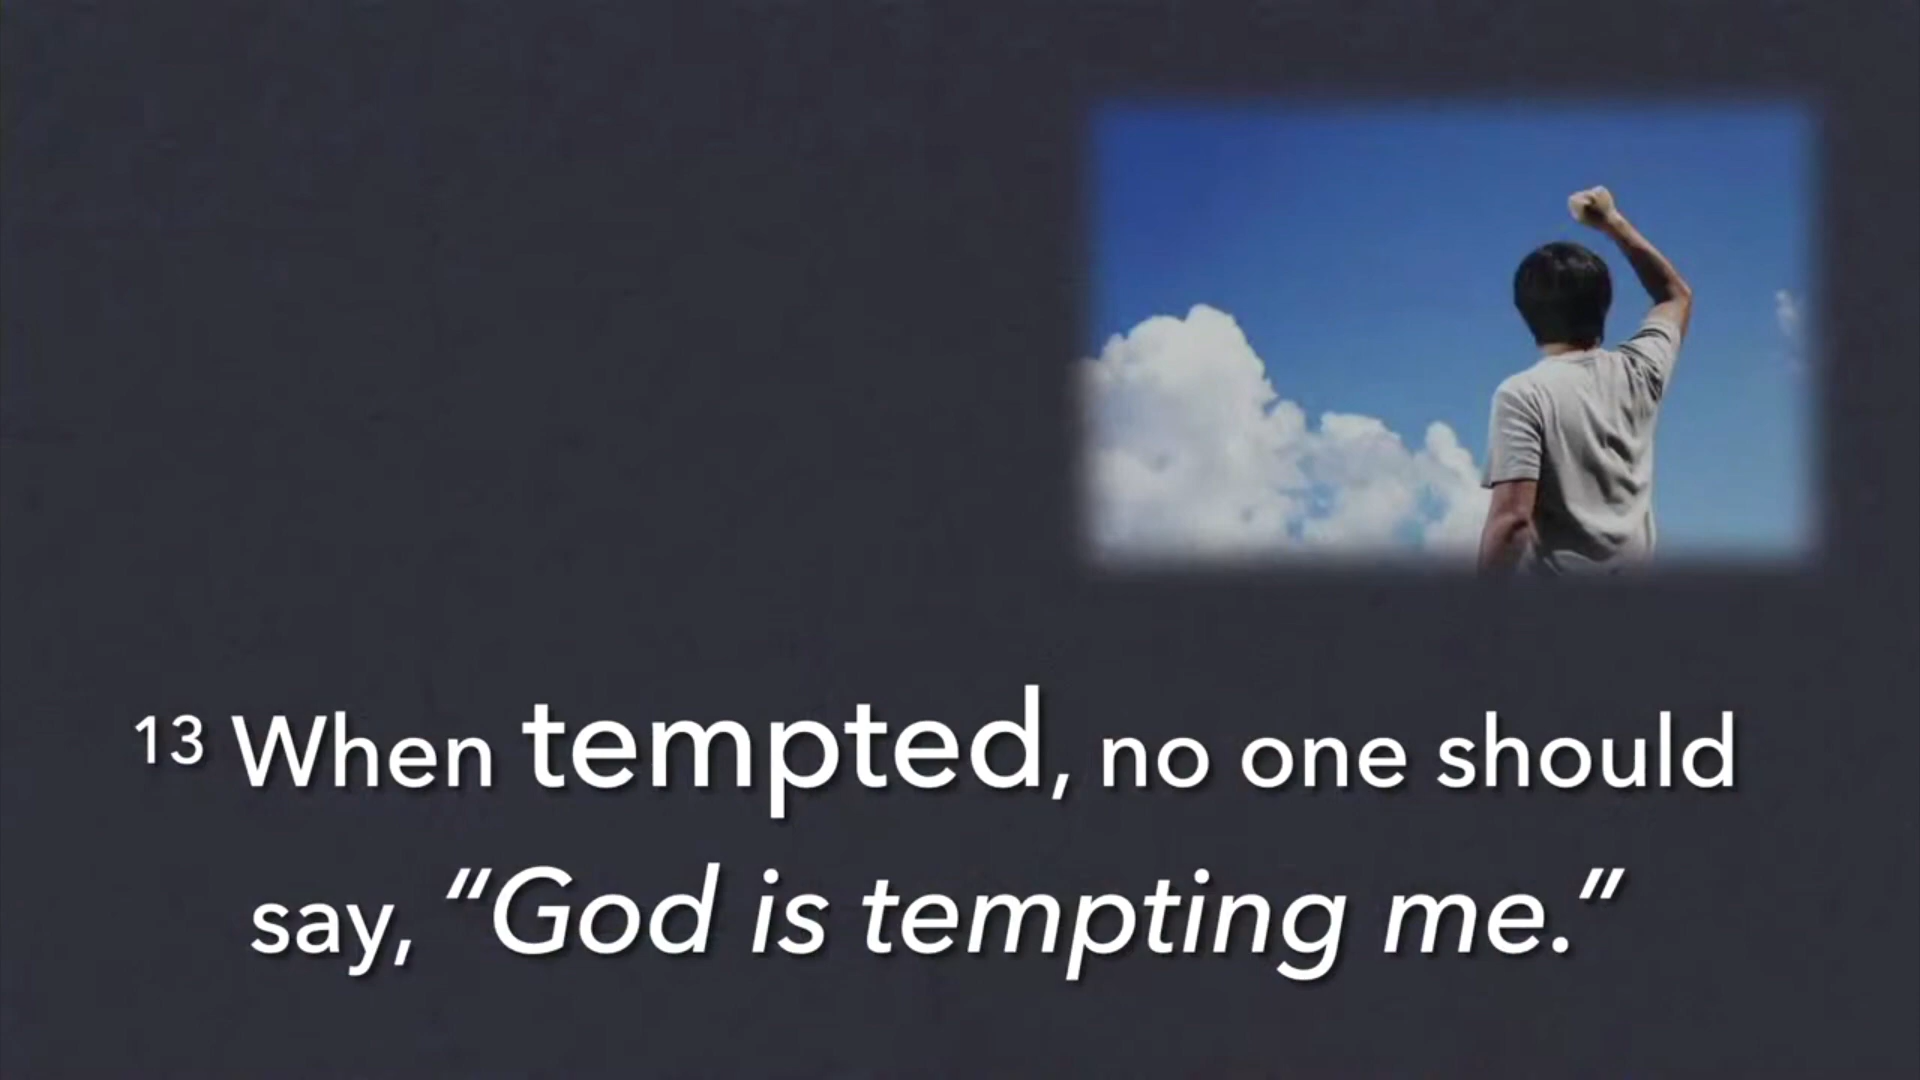 13 When tempted, no one should
say, “God is tempting me.”